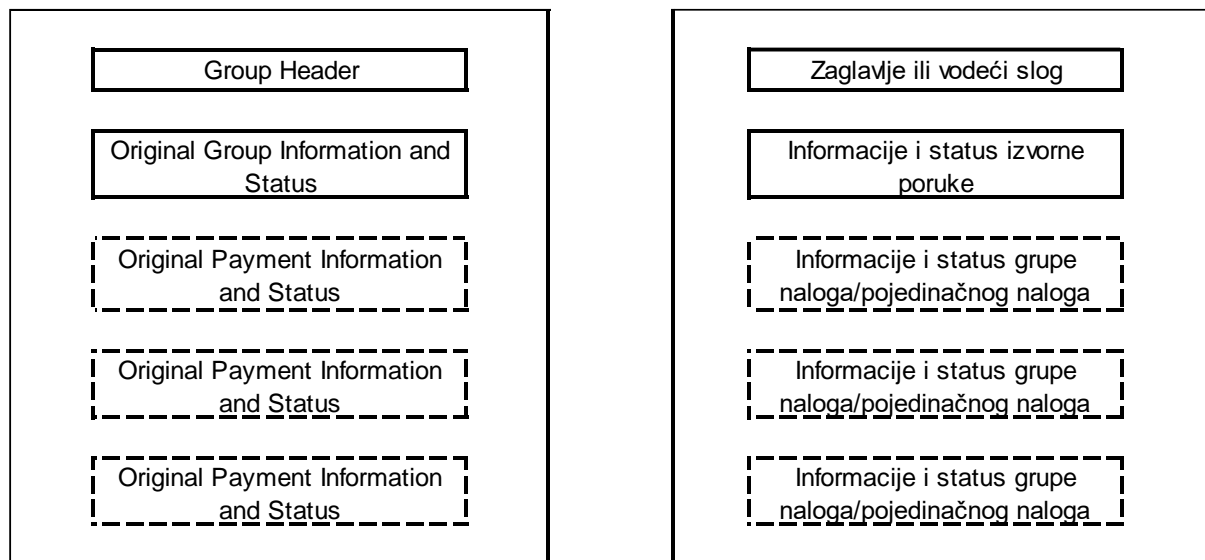 Group Header
Original Group Information and
Status
Original Payment Information
and Status
Original Payment Information
and Status
Original Payment Information
and Status
Zaglavlje ili vodeći slog
Informacije i status izvorne
poruke
Informacije i status grupe
naloga/pojedinačnog naloga
Informacije i status grupe
naloga/pojedinačnog naloga
Informacije i status grupe
naloga/pojedinačnog naloga